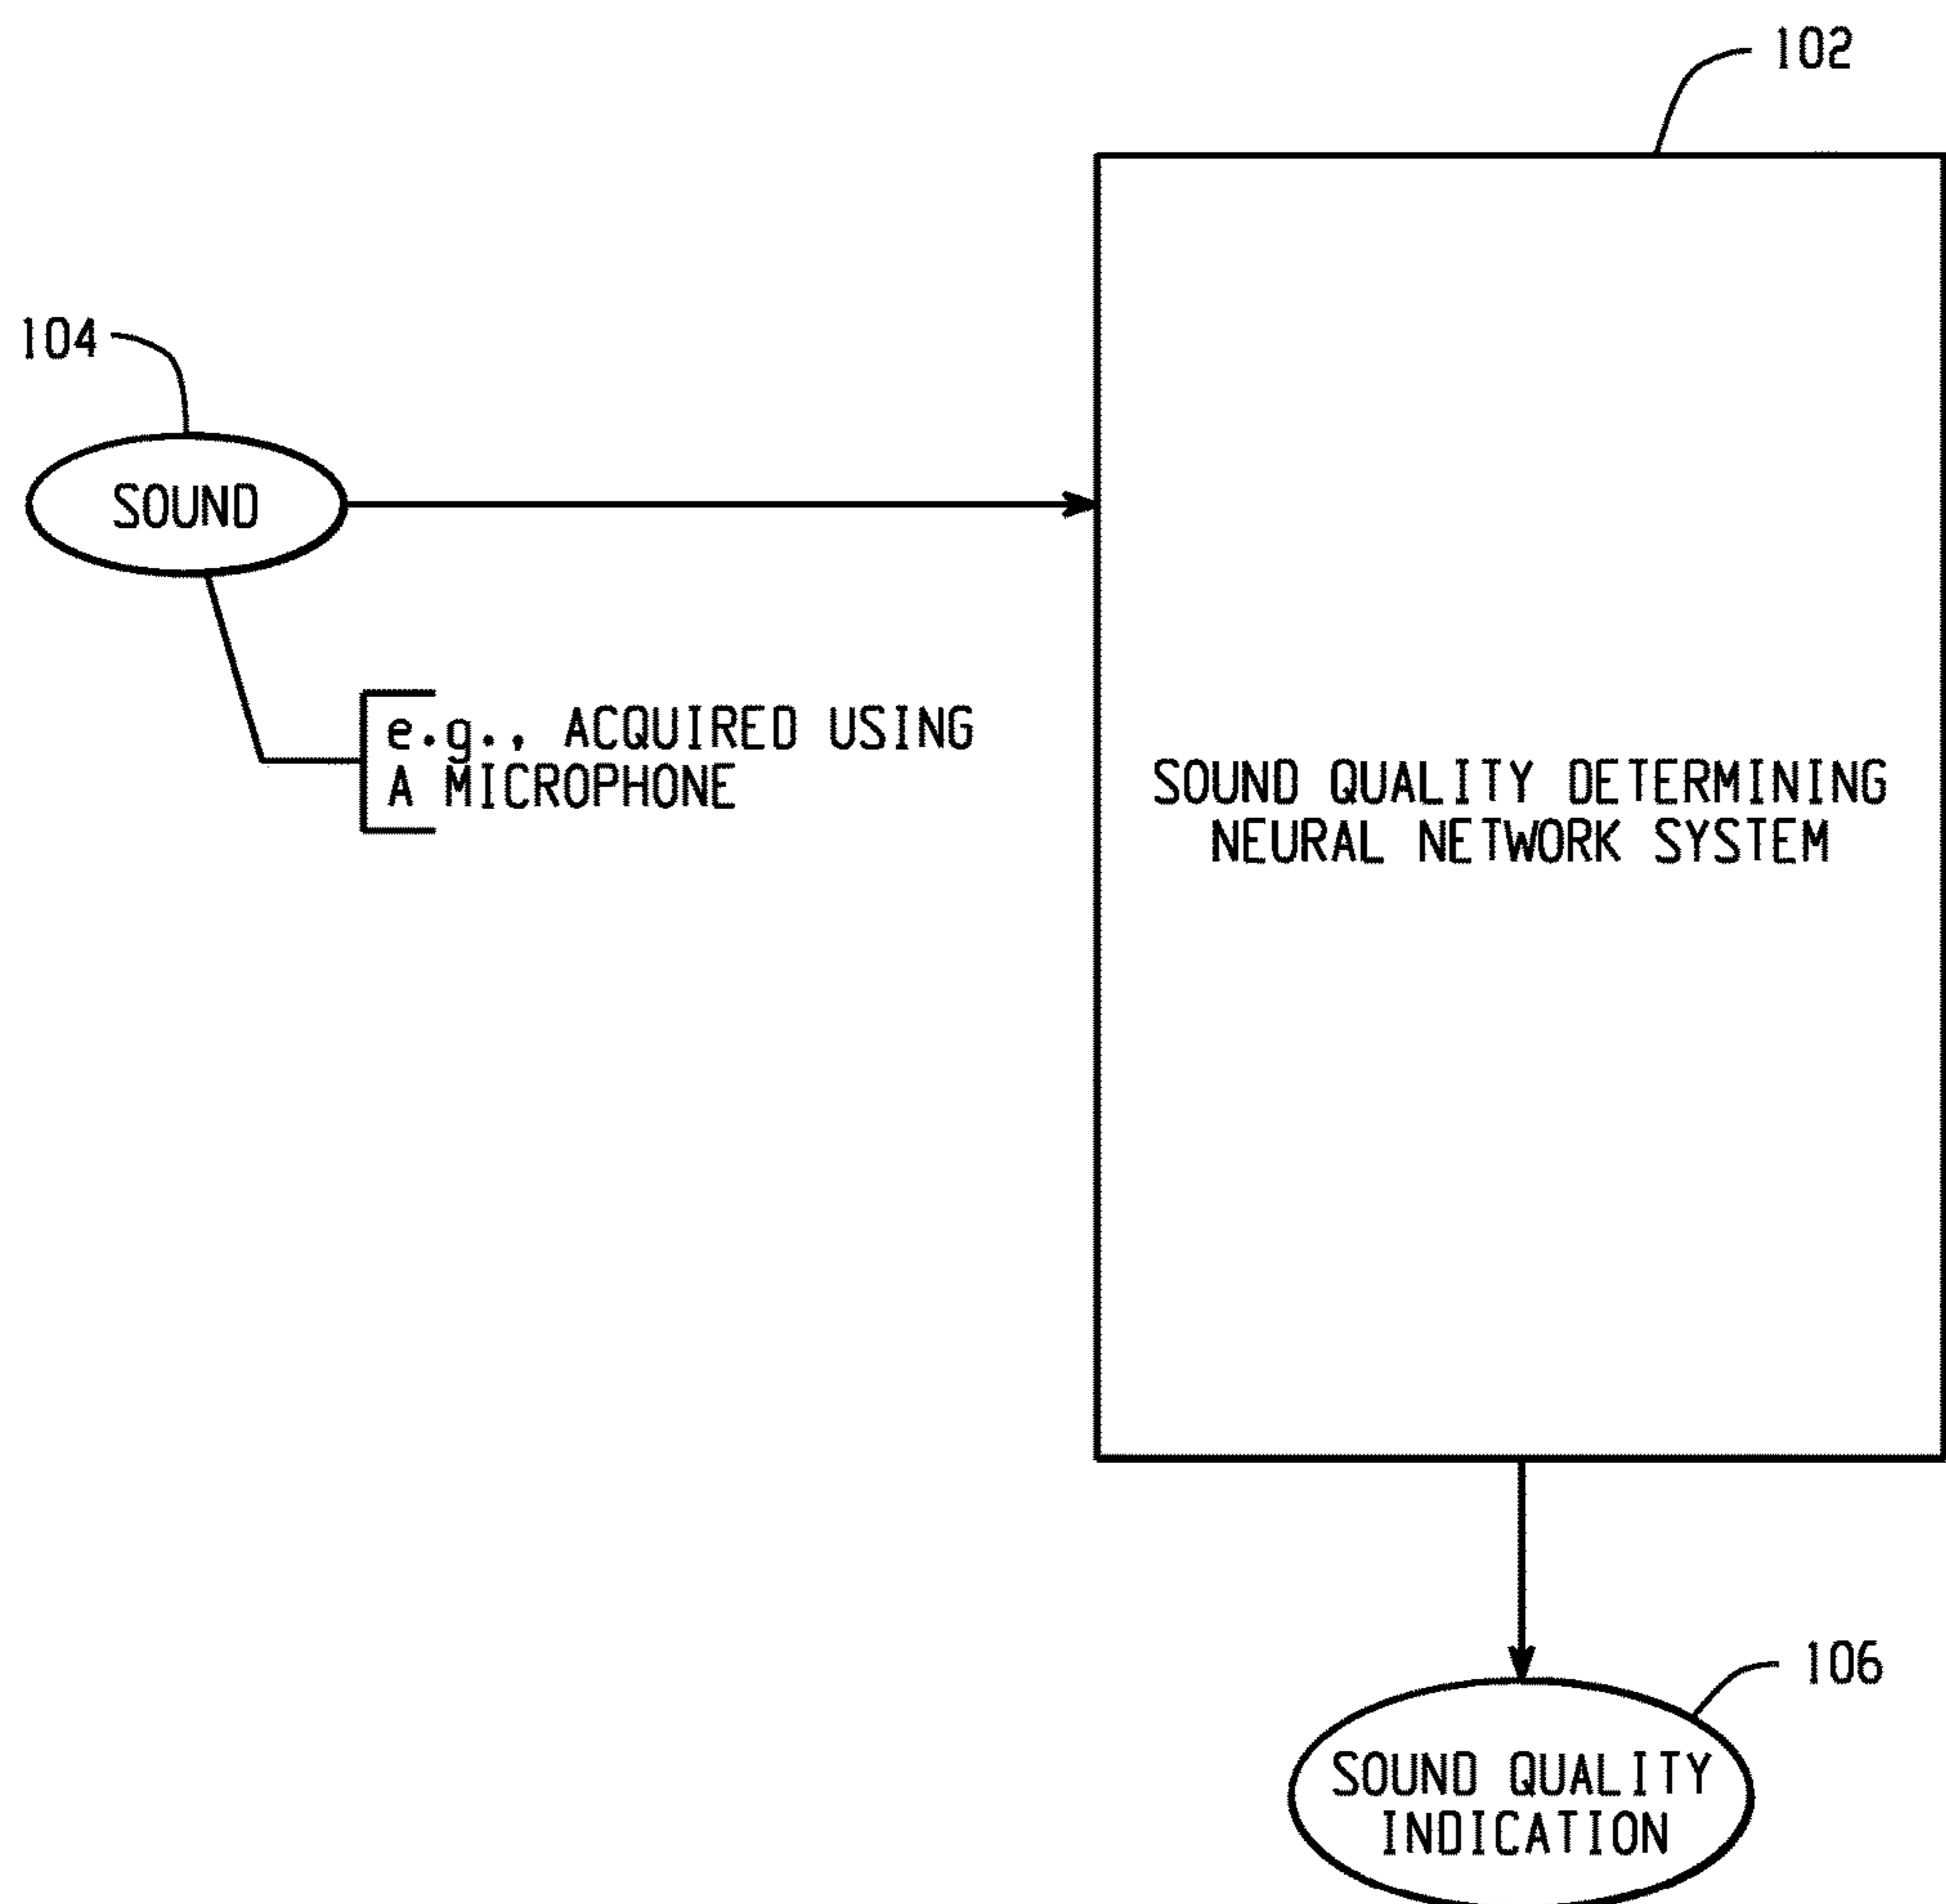 102
104
SOUND
e.g., ACQUIRED USING
A MICROPHONE
SOUND QUALITY DETERMINING
NEURAL NETWORK SYSTEM
106
SOUND QUALITY
INDICATION